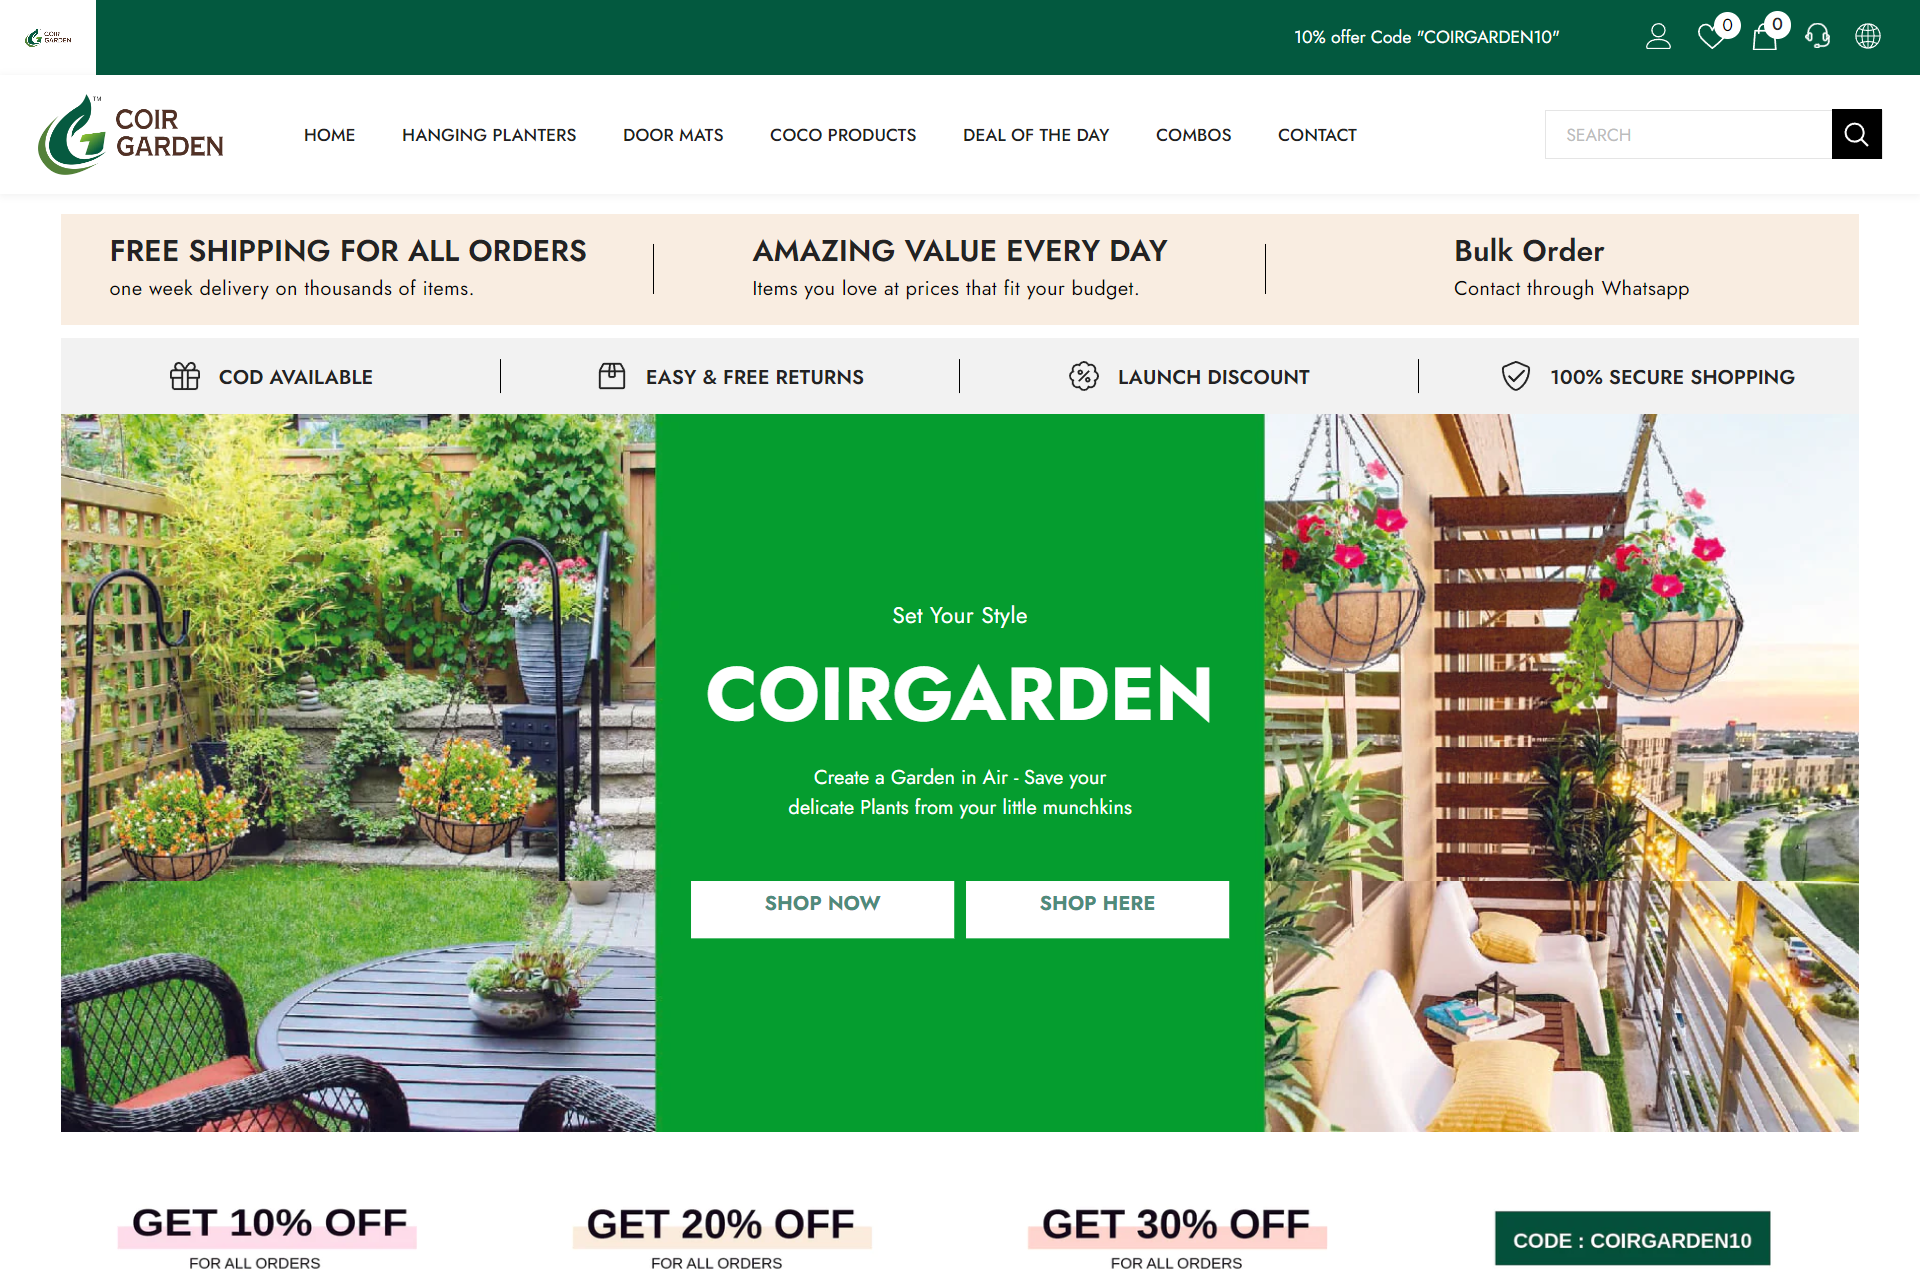 COIR
GARDEN
10% offer Code "COIRGARDEN10"
0
0
TM
COIR
GARDEN
HOME
HANGING PLANTERS
DOOR MATS
COCO PRODUCTS
DEAL OF THE DAY
COMBOS
CONTACT
SEARCH
FREE SHIPPING FOR ALL ORDERS
one week delivery on thousands of items.
AMAZING VALUE EVERY DAY
Items you love at prices that fit your budget.
Bulk Order
Contact through Whatsapp
COD AVAILABLE
EASY & FREE RETURNS
LAUNCH DISCOUNT
100% SECURE SHOPPING
Set Your Style
COIRGARDEN
Create a Garden in Air - Save your
delicate Plants from your little munchkins
SHOP NOW
SHOP HERE
GET 10% OFF
FOR ALL ORDERS
GET 20% OFF
FOR ALL ORDERS
GET 30% OFF
FOR ALL ORDERS
CODE : COIRGARDEN10